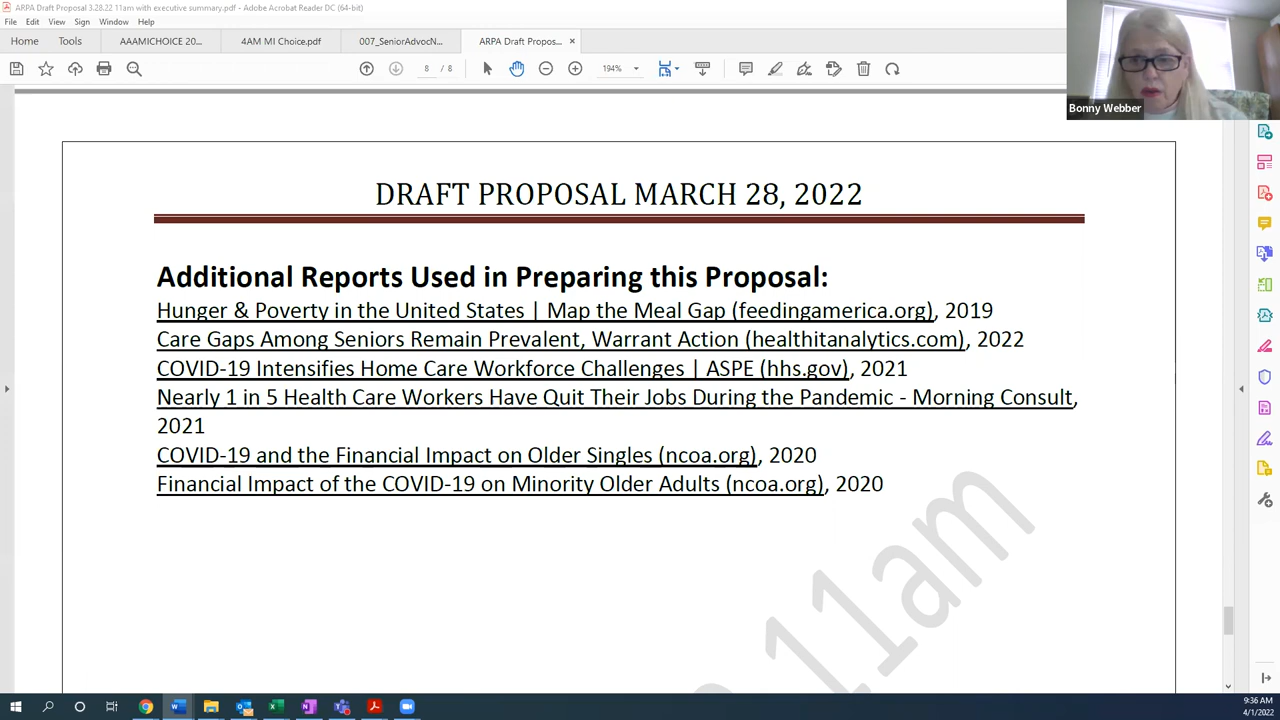 ARPA Draft Proposal 3.28.22 11am with executive summary.pdf - Adobe Acrobat Reader DC (64-bit)
File Edit View Sign Window Help
Home Tools AAAMICHOICE 20... 4AM MI Choice.pdf 007_SeniorAdvocN... ARPA Draft Propos... ×
8 / 8 194%
Bonny Webber
DRAFT PROPOSAL MARCH 28, 2022
Additional Reports Used in Preparing this Proposal:
Hunger & Poverty in the United States | Map the Meal Gap (feedingamerica.org), 2019
Care Gaps Among Seniors Remain Prevalent, Warrant Action (healthitanalytics.com), 2022
COVID-19 Intensifies Home Care Workforce Challenges | ASPE (hhs.gov), 2021
Nearly 1 in 5 Health Care Workers Have Quit Their Jobs During the Pandemic - Morning Consult,
2021
COVID-19 and the Financial Impact on Older Singles (ncoa.org), 2020
Financial Impact of the COVID-19 on Minority Older Adults (ncoa.org), 2020
11am
9:36 AM
4/1/2022